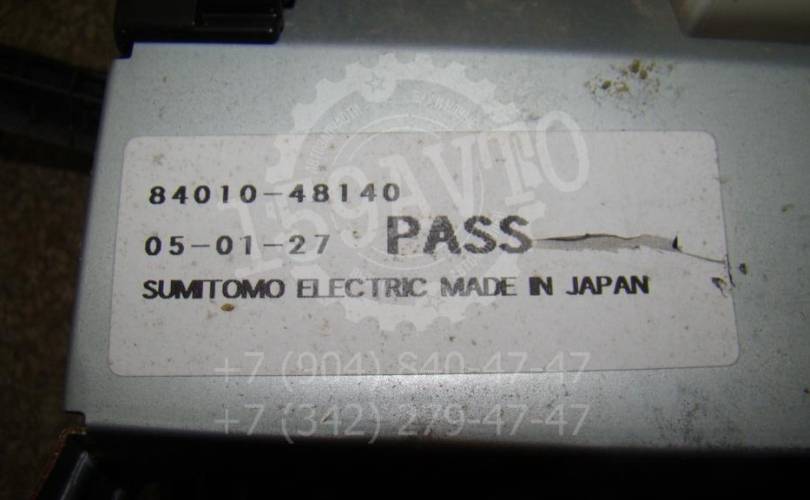 159AVTO
84010-48140
05-01-27 PASS
SUMITOMO ELECTRIC MADE IN JAPAN
+7 (904) 840-47-47
+7 (342) 279-47-47